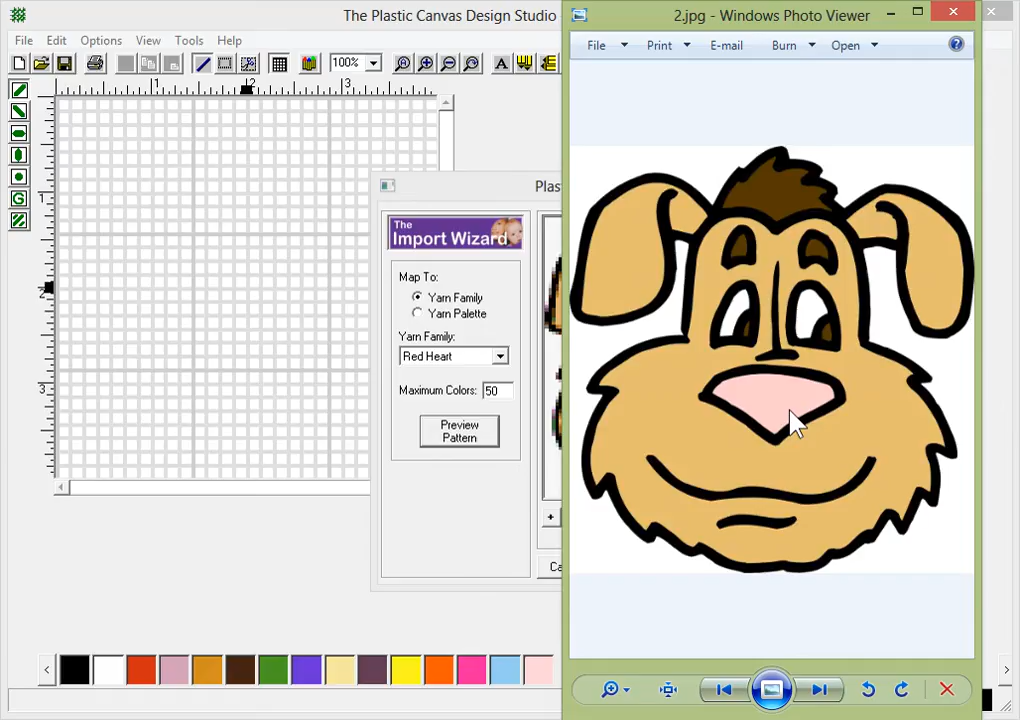 The Plastic Canvas Design Studio
File Edit Options View Tools Help
100%
A
1 2 3
1
2
3
G
Plas
The
Import Wizard
Map To:
Yarn Family
Yarn Palette
Yarn Family:
Red Heart
Maximum Colors: 50
Preview
Pattern
+
Ca
2.jpg - Windows Photo Viewer
File Print E-mail Burn Open